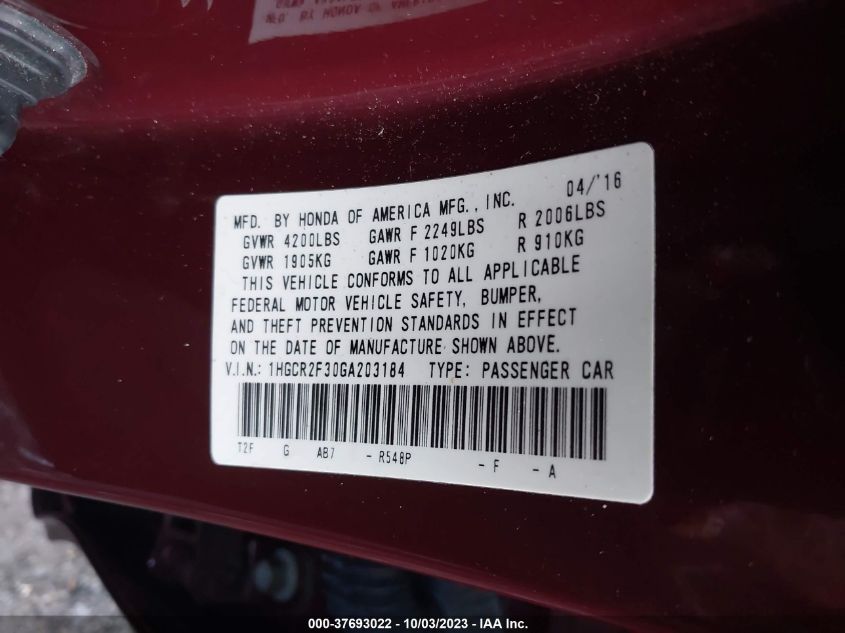 MFD. BY HONDA OF AMERICA MFG., INC. 04/'16
GVWR 4200LBS GAWR F 2249LBS R 2006LBS
GVWR 1905KG GAWR F 1020KG R 910KG
THIS VEHICLE CONFORMS TO ALL APPLICABLE
FEDERAL MOTOR VEHICLE SAFETY, BUMPER,
AND THEFT PREVENTION STANDARDS IN EFFECT
ON THE DATE OF MANUFACTURE SHOWN ABOVE.
V.I.N.: 1HGCR2F30GA203184 TYPE: PASSENGER CAR
T2F G AB7 - R548P - F - A
000-37693022 - 10/03/2023 - IAA Inc.